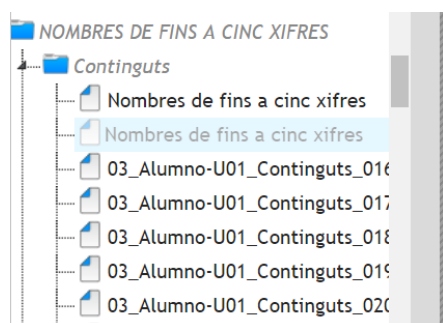 NOMBRES DE FINS A CINC XIFRES
Continguts
Nombres de fins a cinc xifres
Nombres de fins a cinc xifres
03_Alumno-U01_Continguts_016
03_Alumno-U01_Continguts_017
03_Alumno-U01_Continguts_018
03_Alumno-U01_Continguts_019
03_Alumno-U01_Continguts_020